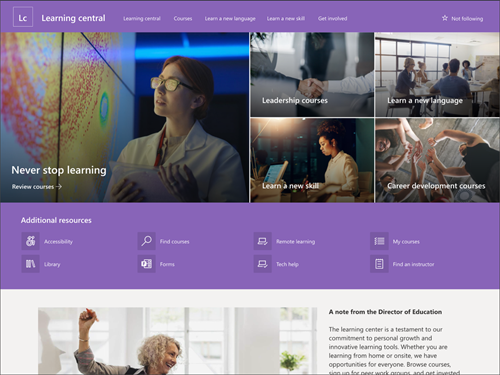 Lc Learning central Learning central Courses Learn a new language Learn a new skill Get involved Not following
Leadership courses
Learn a new language
Never stop learning
Review courses →
Learn a new skill
Career development courses
Additional resources
Accessibility Find courses Remote learning My courses
Library Forms Tech help Find an instructor
A note from the Director of Education
The learning center is a testament to our
commitment to personal growth and
innovative learning tools. Whether you are
learning from home or onsite, we have
opportunities for everyone. Browse courses,
sign up for peer work groups, and get invested